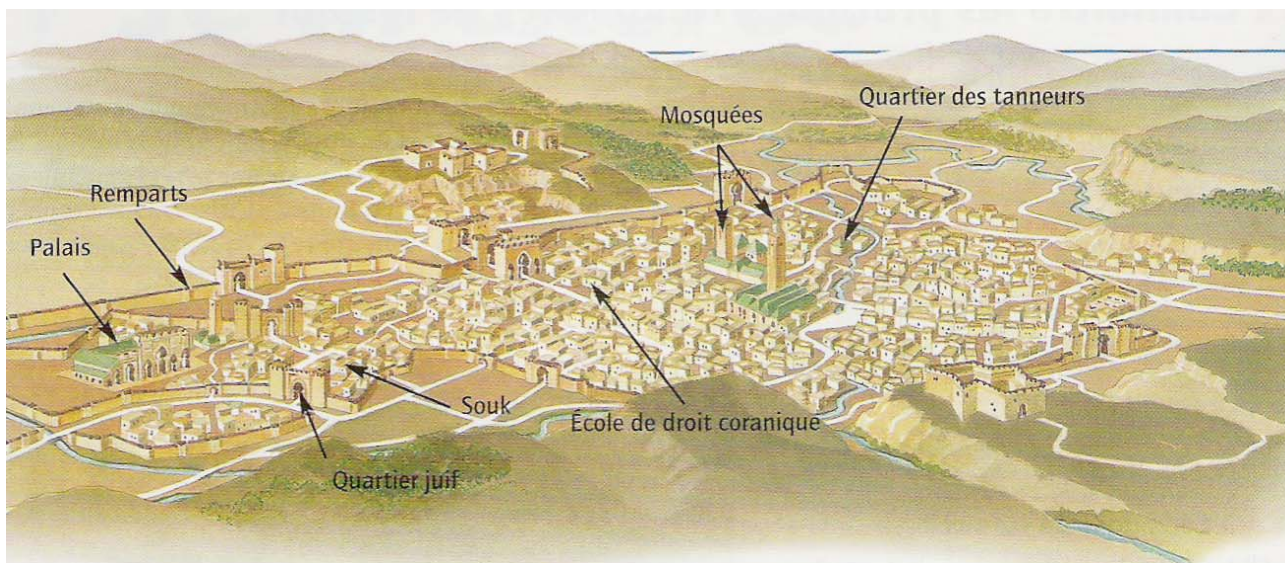 Quartier des tanneurs
Mosquées
Remparts
Palais
Souk
École de droit coranique
Quartier juif